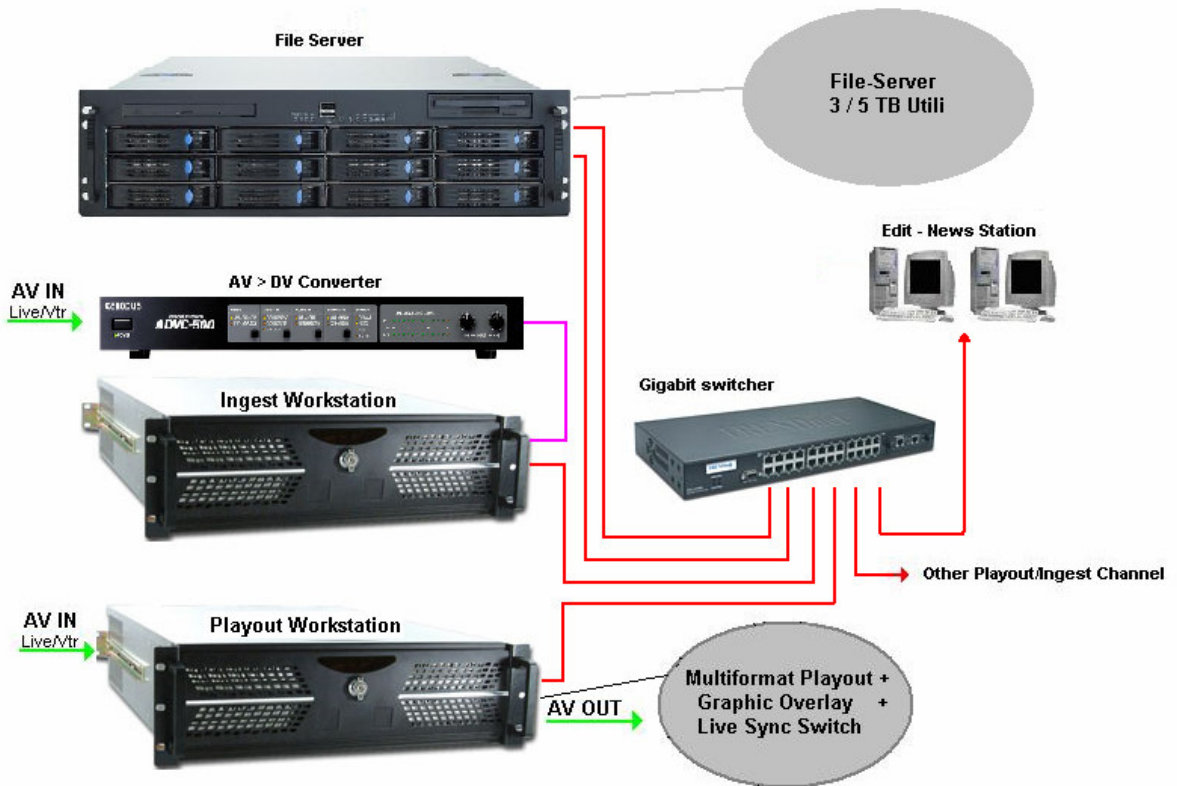 File Server
File-Server
3 / 5 TB Utili
Edit - News Station
AV > DV Converter
AV IN
Live/Vtr
ADVC-500
Gigabit switcher
Ingest Workstation
Other Playout/Ingest Channel
AV IN
Live/Vtr
Playout Workstation
AV OUT
Multiformat Playout +
Graphic Overlay +
Live Sync Switch